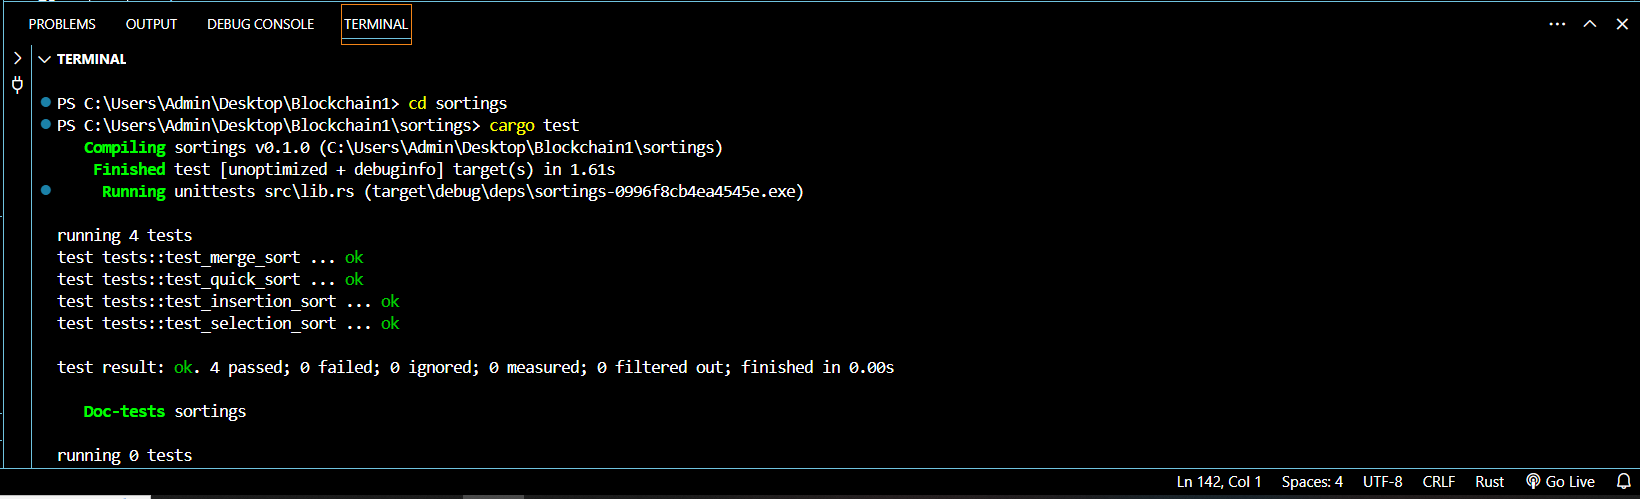 PROBLEMS OUTPUT DEBUG CONSOLE TERMINAL
TERMINAL
PS C:\Users\Admin\Desktop\Blockchain1> cd sortings
PS C:\Users\Admin\Desktop\Blockchain1\sortings> cargo test
Compiling sortings v0.1.0 (C:\Users\Admin\Desktop\Blockchain1\sortings)
Finished test [unoptimized + debuginfo] target(s) in 1.61s
Running unittests src\lib.rs (target\debug\deps\sortings-0996f8cb4ea4545e.exe)
running 4 tests
test tests::test_merge_sort ... ok
test tests::test_quick_sort ... ok
test tests::test_insertion_sort ... ok
test tests::test_selection_sort ... ok
test result: ok. 4 passed; 0 failed; 0 ignored; 0 measured; 0 filtered out; finished in 0.00s
Doc-tests sortings
running 0 tests
Ln 142, Col 1 Spaces: 4 UTF-8 CRLF Rust Go Live